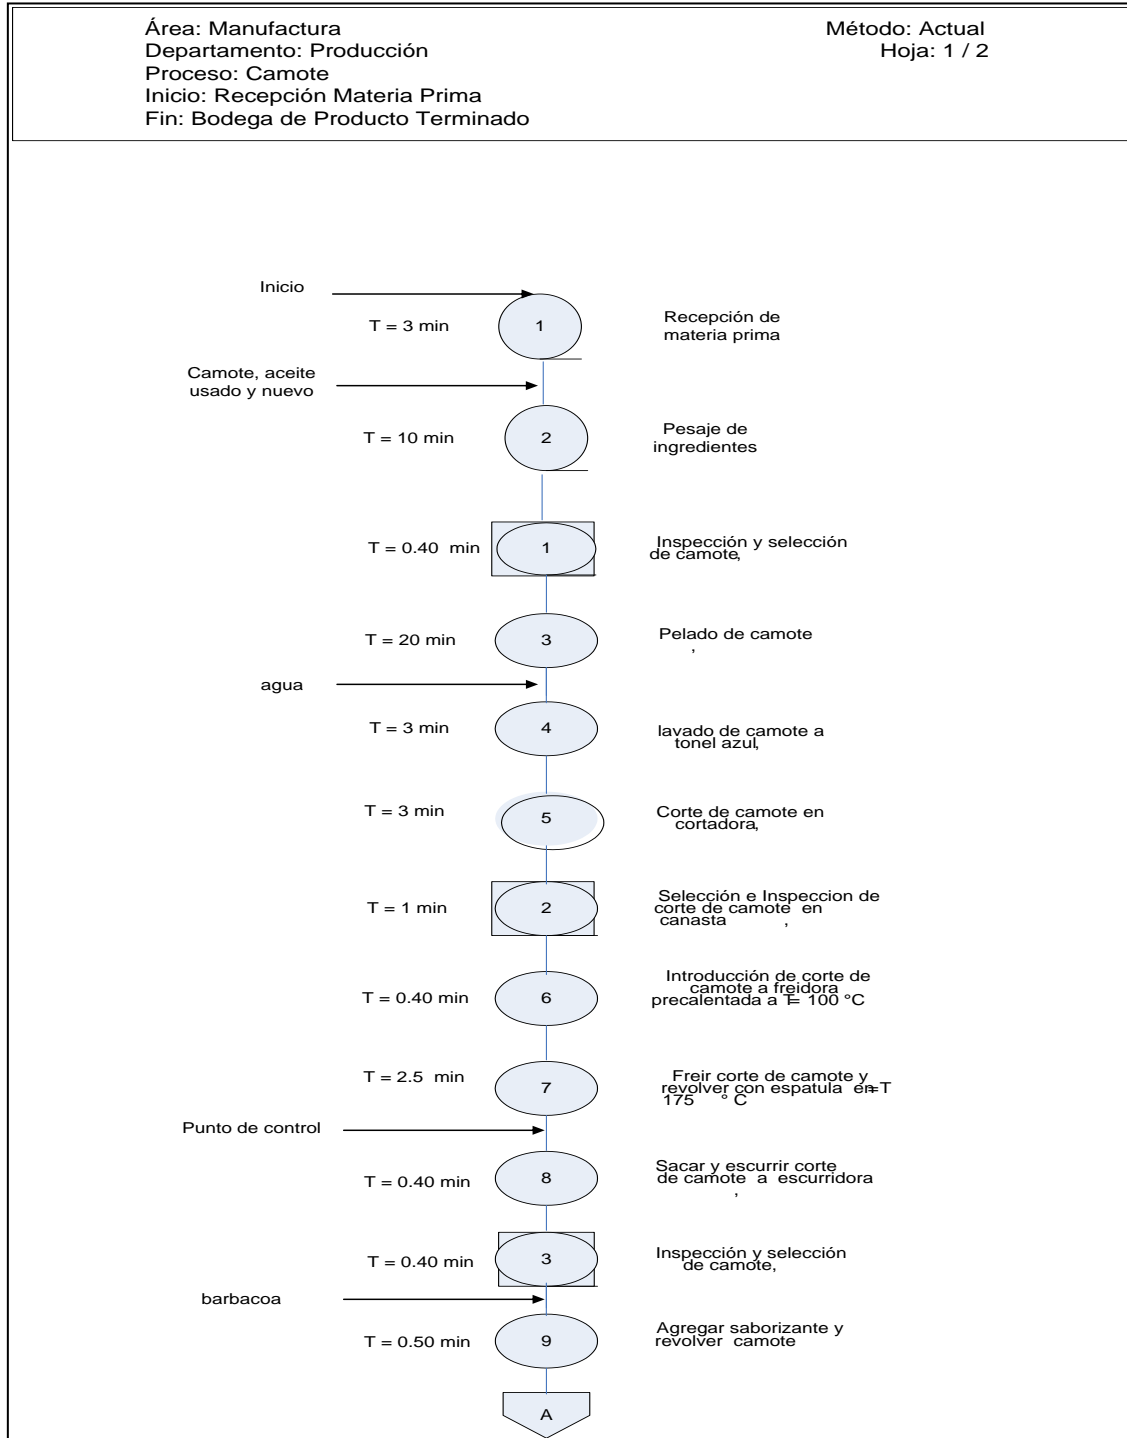 Área: Manufactura
Método: Actual
Departamento: Producción
Hoja: 1 / 2
Proceso: Camote
Inicio: Recepción Materia Prima
Fin: Bodega de Producto Terminado
Inicio
T = 3 min
1
Recepción de
materia prima
Camote, aceite
usado y nuevo
T = 10 min
2
Pesaje de
ingredientes
T = 0.40 min
1
Inspección y selección
de camote,
T = 20 min
3
Pelado de camote
,
agua
T = 3 min
4
lavado de camote a
tonel azul,
T = 3 min
5
Corte de camote en
cortadora,
T = 1 min
2
Selección e Inspeccion de
corte de camote en
canasta ,
T = 0.40 min
6
Introducción de corte de
camote a freidora
precalentada a T= 100 °C
T = 2.5 min
7
Freir corte de camote y
revolver con espatula en T=
175 ° C
Punto de control
T = 0.40 min
8
Sacar y escurrir corte
de camote a escurridora
,
T = 0.40 min
3
Inspección y selección
de camote,
barbacoa
T = 0.50 min
9
Agregar saborizante y
revolver camote
A